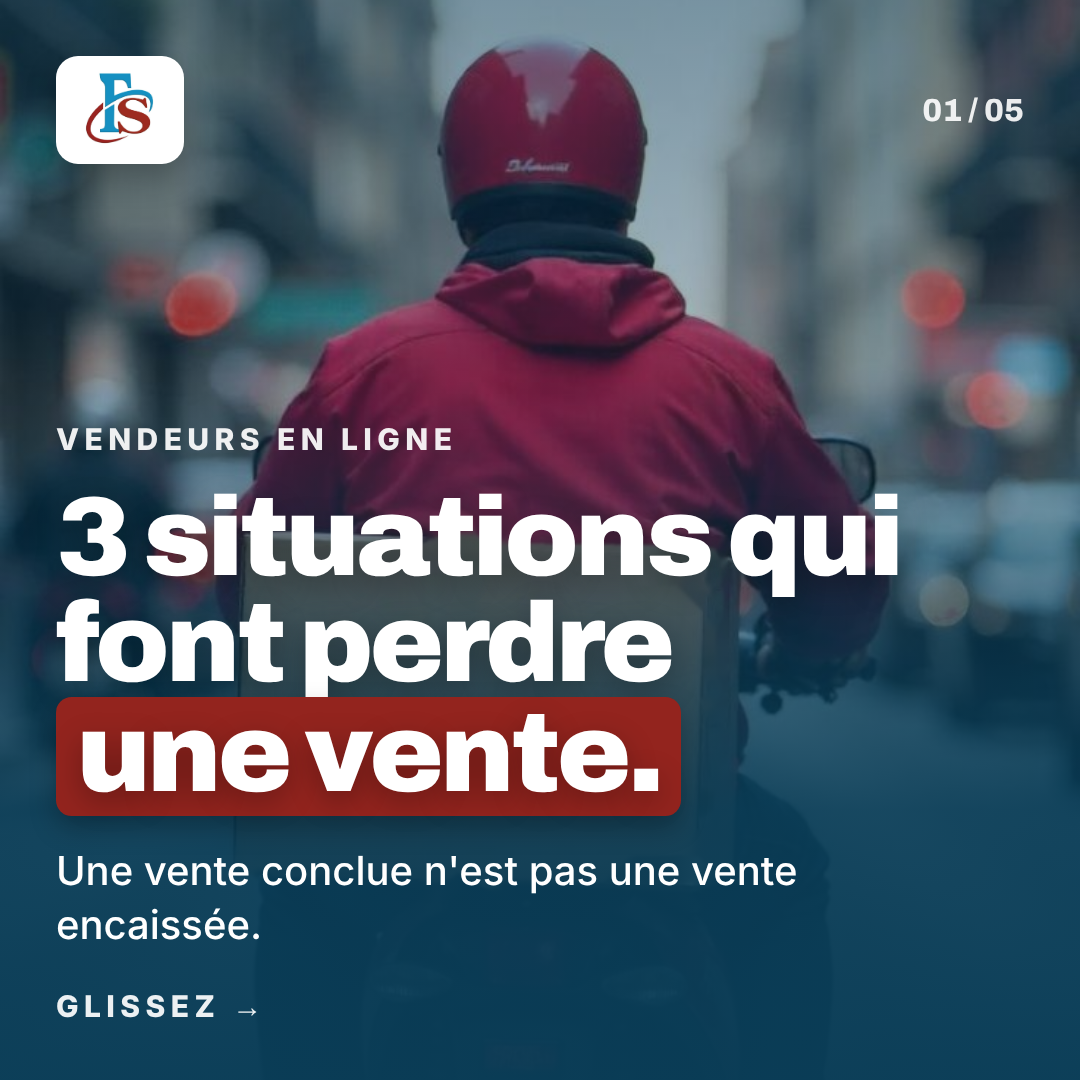 FS
01 / 05
VENDEURS EN LIGNE
3 situations qui
font perdre
une vente.
Une vente conclue n'est pas une vente
encaissée.
GLISSEZ →